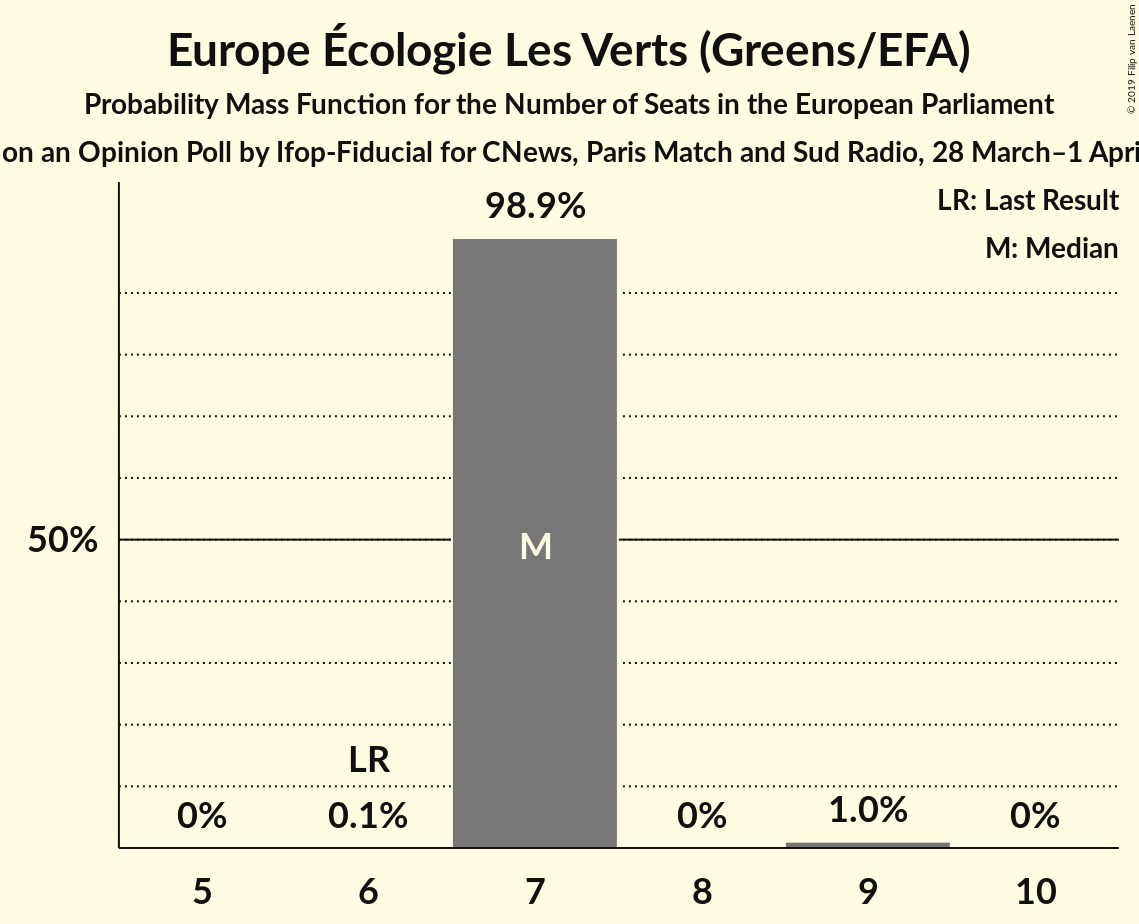 Europe Écologie Les Verts (Greens/EFA)
Probability Mass Function for the Number of Seats in the European Parliament
on an Opinion Poll by Ifop-Fiducial for CNews, Paris Match and Sud Radio, 28 March–1 Apri
© 2019 Filip van Laenen
LR: Last Result
M: Median
98.9%
50%
M
LR
0% 0.1% 0% 1.0% 0%
5 6 7 8 9 10